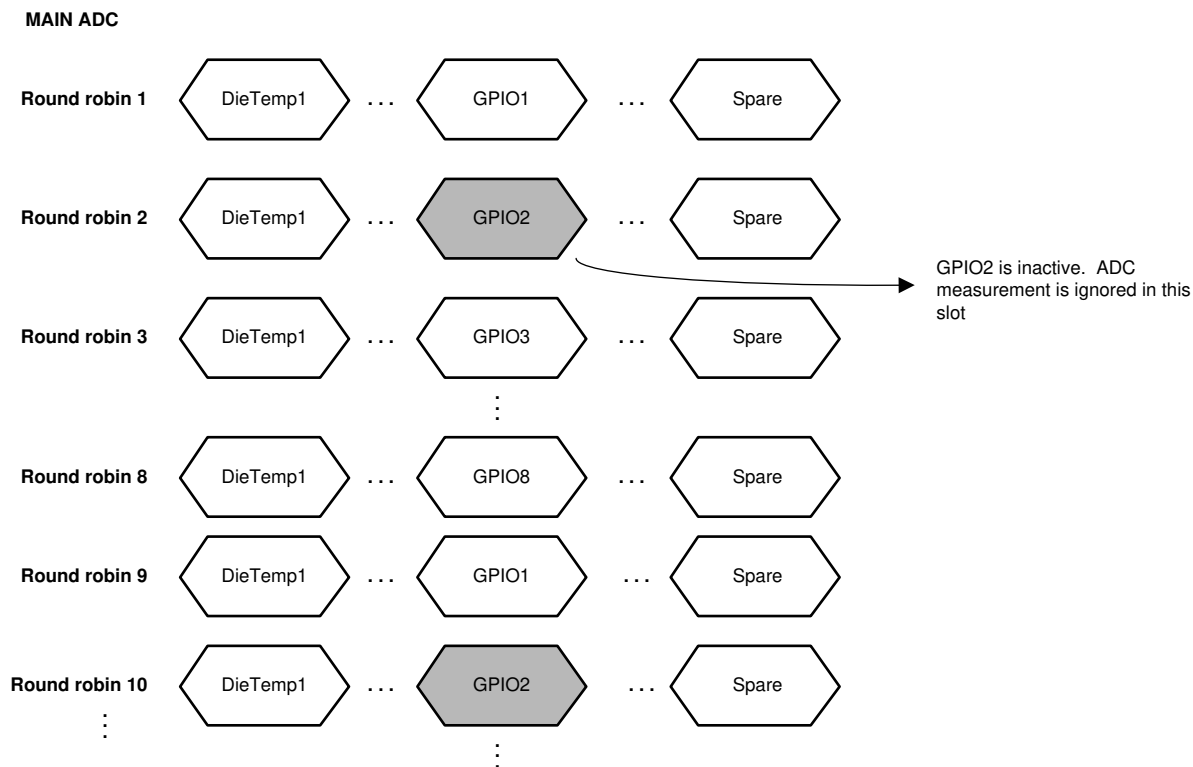 MAIN ADC
Round robin 1 DieTemp1 ... GPIO1 ... Spare
Round robin 2 DieTemp1 ... GPIO2 ... Spare
GPIO2 is inactive. ADC
measurement is ignored in this
slot
Round robin 3 DieTemp1 ... GPIO3 ... Spare
Round robin 8 DieTemp1 ... GPIO8 ... Spare
Round robin 9 DieTemp1 ... GPIO1 ... Spare
Round robin 10 DieTemp1 ... GPIO2 ... Spare